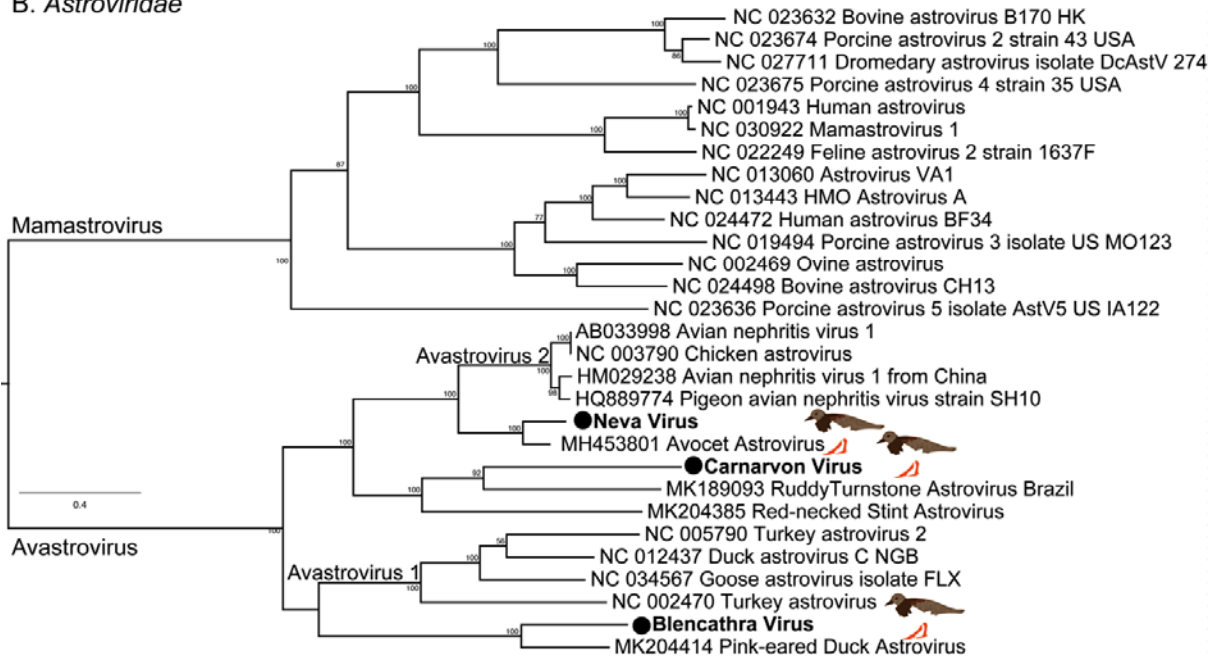 B. Astroviridae
100 NC 023632 Bovine astrovirus B170 HK
100 NC 023674 Porcine astrovirus 2 strain 43 USA
86 NC 027711 Dromedary astrovirus isolate DcAstV 274
100 NC 023675 Porcine astrovirus 4 strain 35 USA
100 NC 001943 Human astrovirus
100 NC 030922 Mamastrovirus 1
87 NC 022249 Feline astrovirus 2 strain 1637F
100 NC 013060 Astrovirus VA1
100 NC 013443 HMO Astrovirus A
77 NC 024472 Human astrovirus BF34
Mamastrovirus
100 NC 019494 Porcine astrovirus 3 isolate US MO123
100 NC 002469 Ovine astrovirus
100 NC 024498 Bovine astrovirus CH13
NC 023636 Porcine astrovirus 5 isolate AstV5 US IA122
100 AB033998 Avian nephritis virus 1
Avastrovirus 2 NC 003790 Chicken astrovirus
100 HM029238 Avian nephritis virus 1 from China
98 HQ889774 Pigeon avian nephritis virus strain SH10
100 Neva Virus
100 100 MH453801 Avocet Astrovirus
92 Carnarvon Virus
100 MK189093 RuddyTurnstone Astrovirus Brazil
0.4
MK204385 Red-necked Stint Astrovirus
100 56 NC 005790 Turkey astrovirus 2
Avastrovirus
100 NC 012437 Duck astrovirus C NGB
Avastrovirus 1 NC 034567 Goose astrovirus isolate FLX
100 NC 002470 Turkey astrovirus
100 Blencathra Virus
MK204414 Pink-eared Duck Astrovirus